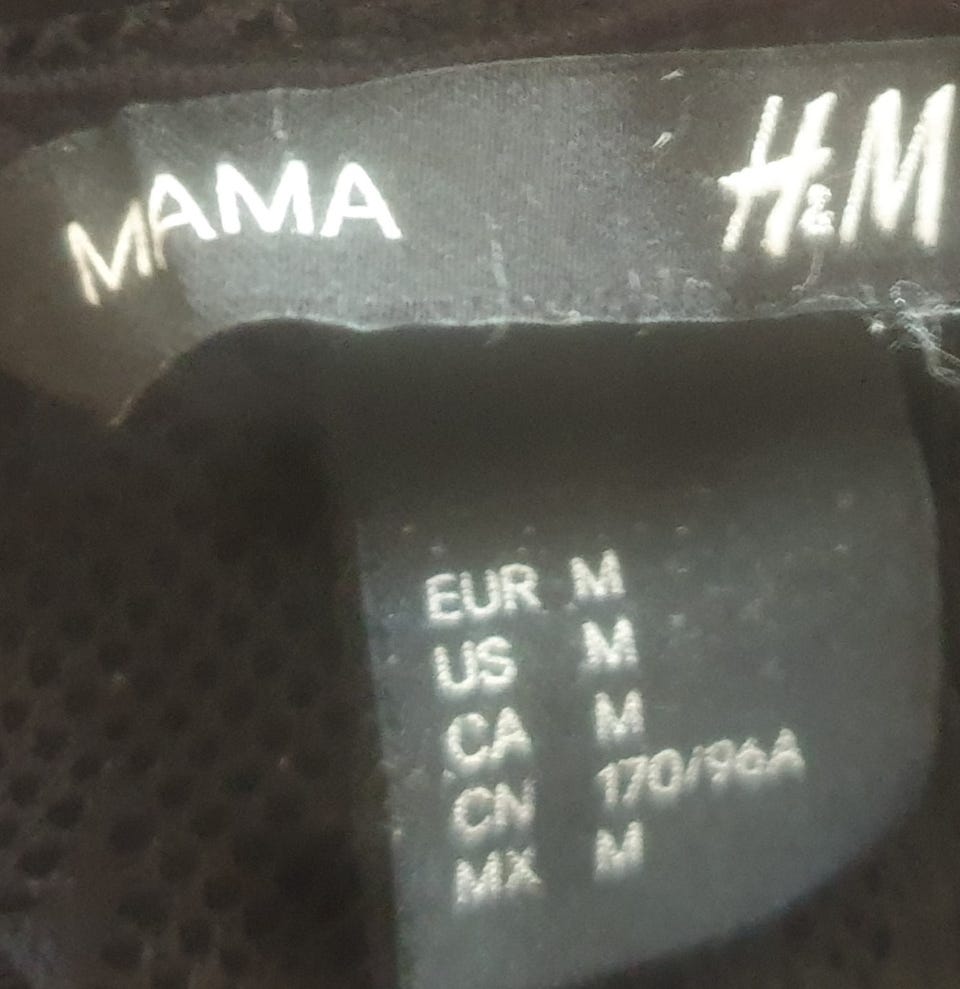 MAMA H&M
EUR M
US M
CA M
CN 170/96A
MX M